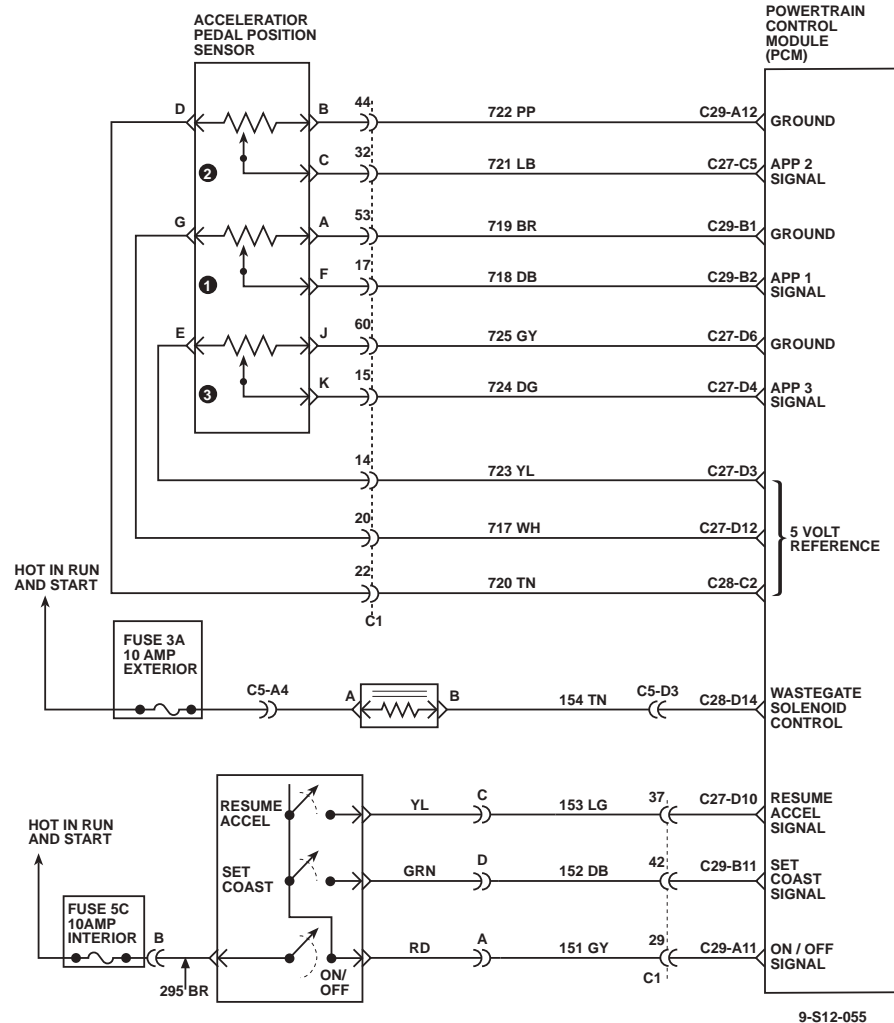 ACCELERATIOR
PEDAL POSITION
SENSOR
POWERTRAIN
CONTROL
MODULE
(PCM)
D
B
44
722 PP
C29-A12
GROUND
2
C
32
721 LB
C27-C5
APP 2
SIGNAL
G
A
53
719 BR
C29-B1
GROUND
1
F
17
718 DB
C29-B2
APP 1
SIGNAL
E
J
60
725 GY
C27-D6
GROUND
3
K
15
724 DG
C27-D4
APP 3
SIGNAL
14
723 YL
C27-D3
20
717 WH
C27-D12
5 VOLT
REFERENCE
22
720 TN
C28-C2
C1
HOT IN RUN
AND START
FUSE 3A
10 AMP
EXTERIOR
C5-A4
A
B
154 TN
C5-D3
C28-D14
WASTEGATE
SOLENOID
CONTROL
HOT IN RUN
AND START
RESUME
ACCEL
YL
C
153 LG
37
C27-D10
RESUME
ACCEL
SIGNAL
SET
COAST
GRN
D
152 DB
42
C29-B11
SET
COAST
SIGNAL
FUSE 5C
10AMP
INTERIOR
B
295 BR
ON/
OFF
RD
A
151 GY
29
C1
C29-A11
ON / OFF
SIGNAL
9-S12-055